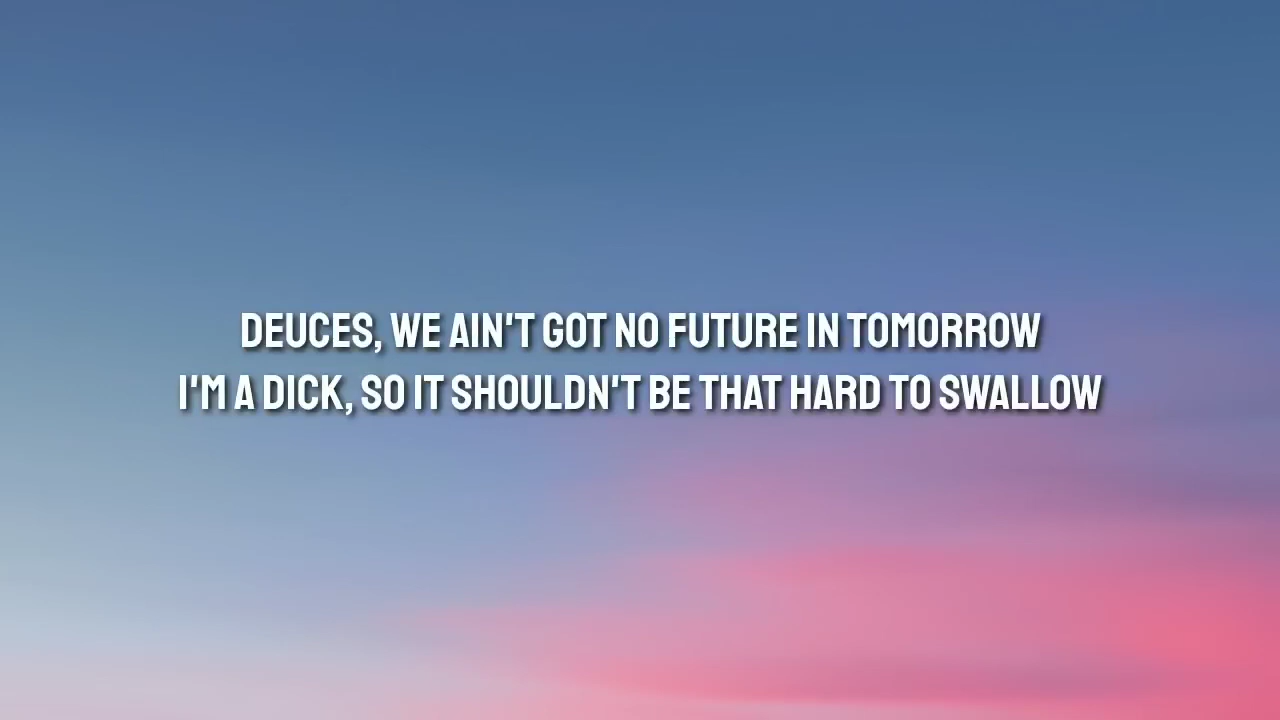 DEUCES, WE AIN'T GOT NO FUTURE IN TOMORROW
I'M A DICK, SO IT SHOULDN'T BE THAT HARD TO SWALLOW